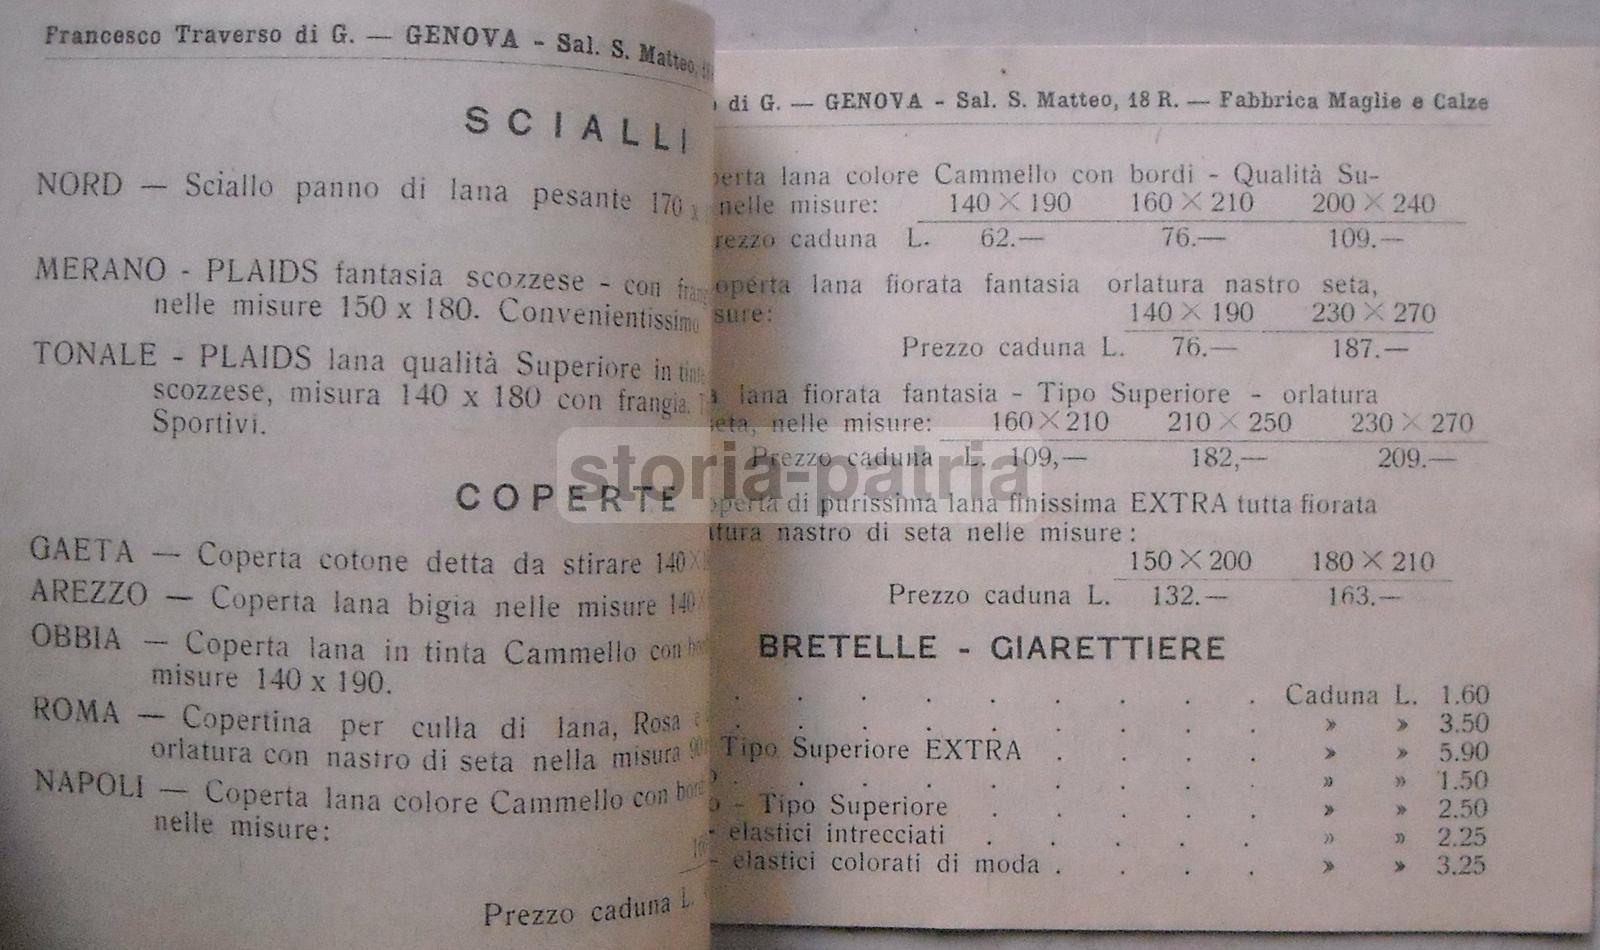 Francesco Traverso di G. — GENOVA - Sal. S. Matteo,
SCIALLI
NORD — Sciallo panno di lana pesante 170 x
MERANO - PLAIDS fantasia scozzese - con
nelle misure 150 x 180. Convenientissimo
TONALE - PLAIDS lana qualità Superiore in
scozzese, misura 140 x 180 con frangia.
Sportivi.
COPERTE
GAETA — Coperta cotone detta da stirare 140
AREZZO — Coperta lana bigia nelle misure 140
OBBIA — Coperta lana in tinta Cammello con
misure 140 x 190.
ROMA — Copertina per culla di lana, Rosa
orlatura con nastro di seta nella misura
NAPOLI — Coperta lana colore Cammello con
nelle misure:
Prezzo caduna L.
di G. — GENOVA - Sal. S. Matteo, 18 R. — Fabbrica Maglie e Calze
lana colore Cammello con bordi - Qualità Su-
nelle misure: 140 × 190 160 × 210 200 × 240
caduna L. 62.— 76.— 109.—
lana fiorata fantasia orlatura nastro seta,
140 × 190 230 × 270
Prezzo caduna L. 76.— 187.—
lana fiorata fantasia - Tipo Superiore - orlatura
nelle misure: 160 × 210 210 × 250 230 × 270
Prezzo caduna L. 109,— 182,— 209.—
di purissima lana finissima EXTRA tutta fiorata
nastro di seta nelle misure :
150 × 200 180 × 210
Prezzo caduna L. 132.— 163.—
BRETELLE - GIARETTIERE
. . . . . . . . . Caduna L. 1.60
. . . . . . . . . » » 3.50
Tipo Superiore EXTRA . . . . » » 5.90
. . . . . . . . . » » 1.50
- Tipo Superiore . . . . . » » 2.50
- elastici intrecciati . . . . . » » 2.25
- elastici colorati di moda . . . . » » 3.25
storia-patria